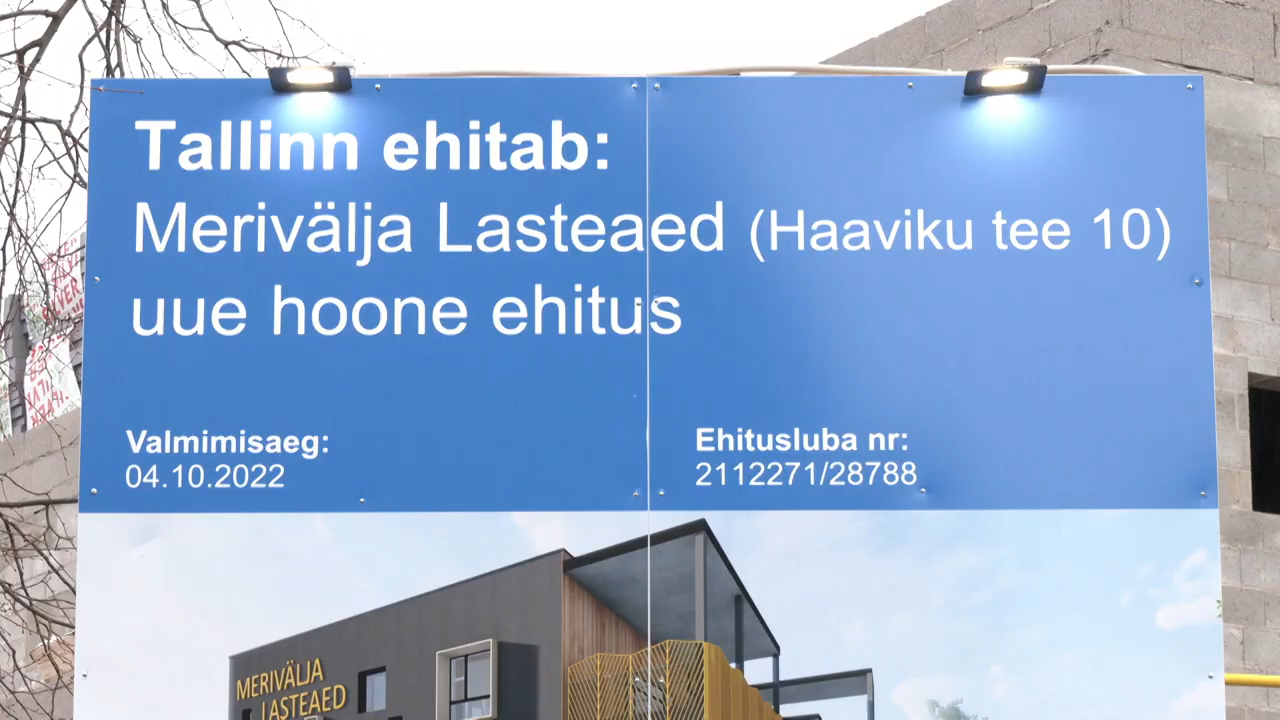 Tallinn ehitab:
Merivälja Lasteaed (Haaviku tee 10)
uue hoone ehitus
Valmimisaeg:
04.10.2022
Ehitusluba nr:
2112271/28788
MERIVÄLJA
LASTEAED